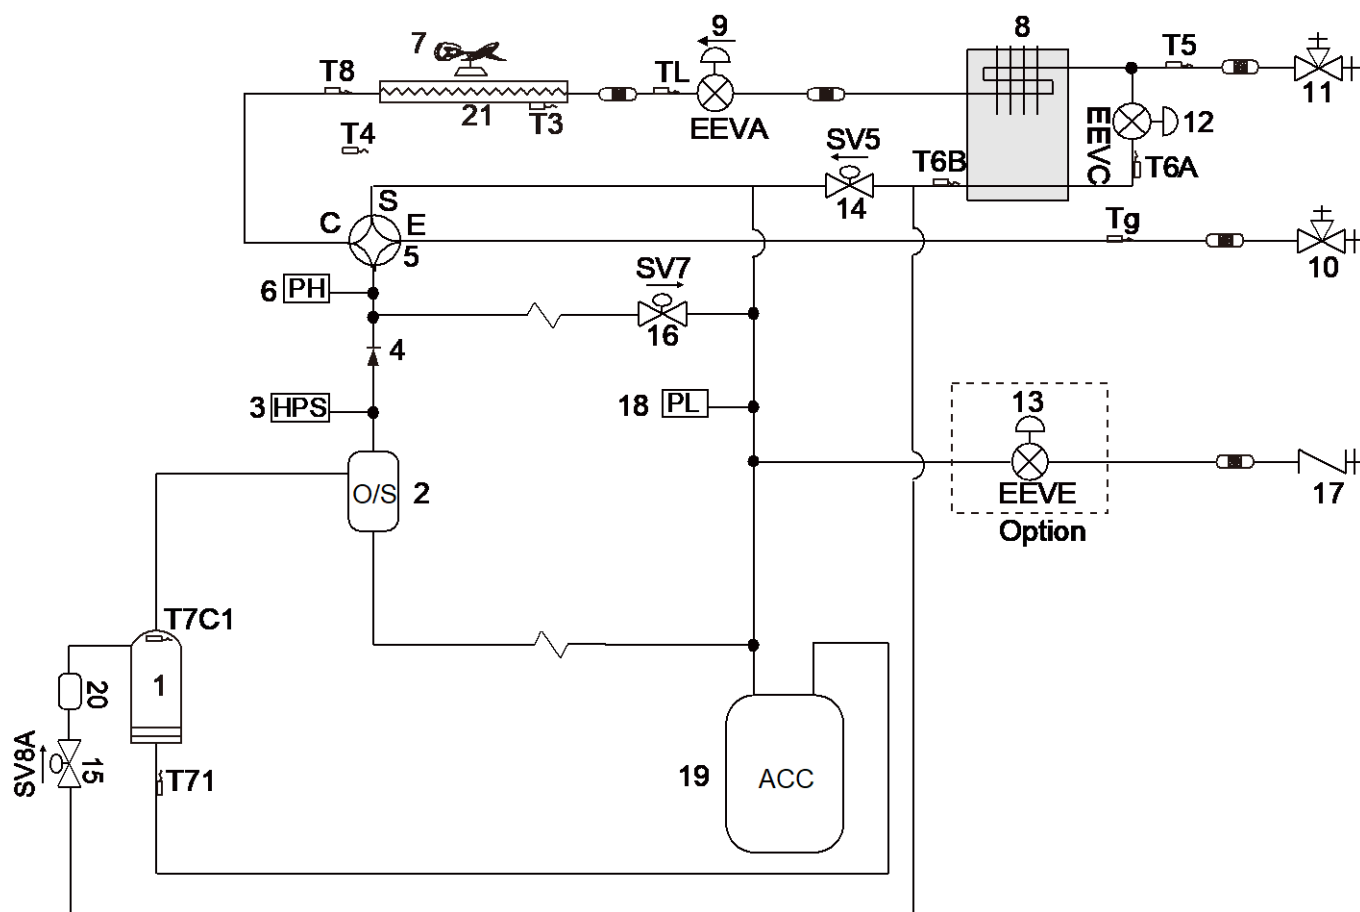 9
8
7
T8
TL
T5
11
21
T3
EEVA
EEVC
12
T4
SV5
T6B
T6A
14
S
C
E
5
Tg
10
6
PH
SV7
16
4
3
HPS
18
PL
13
EEVE
Option
17
O/S
2
T7C1
1
20
SV8A
15
T71
19
ACC